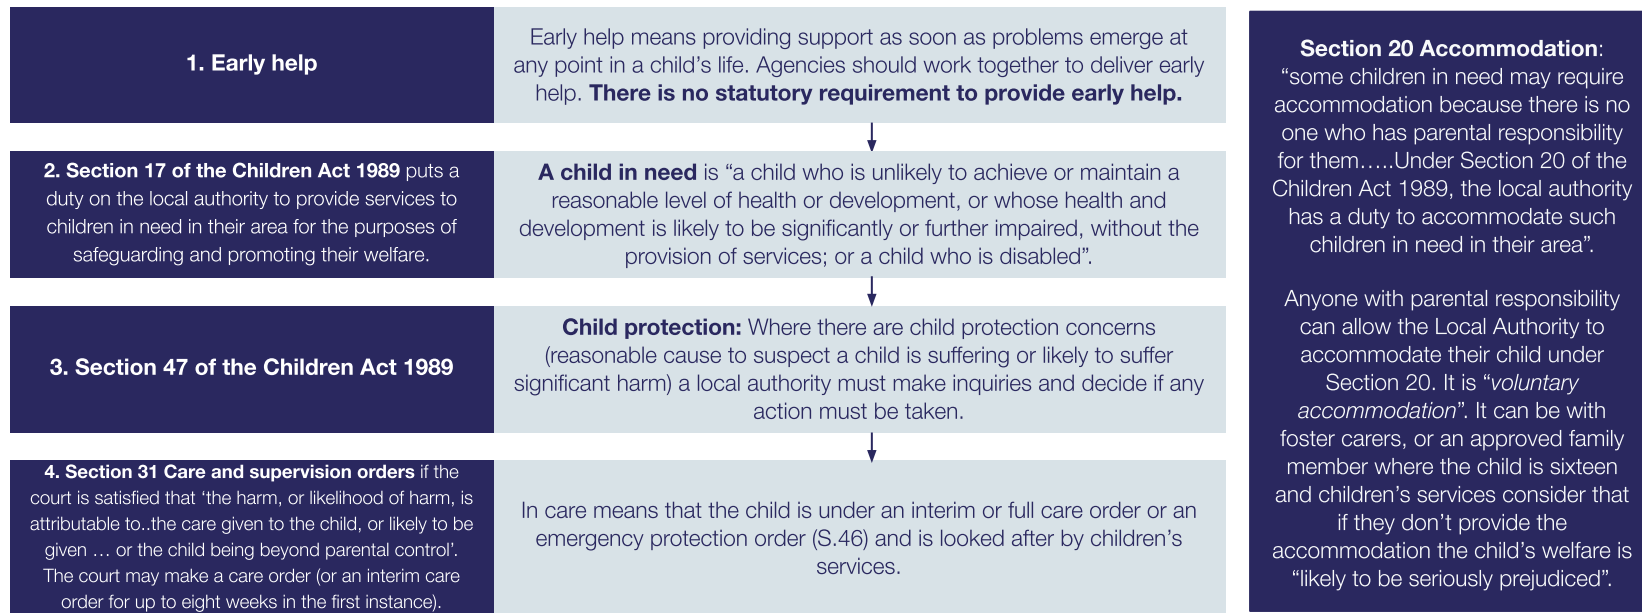 1. Early help
Early help means providing support as soon as problems emerge at
any point in a child’s life. Agencies should work together to deliver early
help. There is no statutory requirement to provide early help.
2. Section 17 of the Children Act 1989 puts a
duty on the local authority to provide services to
children in need in their area for the purposes of
safeguarding and promoting their welfare.
A child in need is “a child who is unlikely to achieve or maintain a
reasonable level of health or development, or whose health and
development is likely to be significantly or further impaired, without the
provision of services; or a child who is disabled”.
3. Section 47 of the Children Act 1989
Child protection: Where there are child protection concerns
(reasonable cause to suspect a child is suffering or likely to suffer
significant harm) a local authority must make inquiries and decide if any
action must be taken.
4. Section 31 Care and supervision orders if the
court is satisfied that ‘the harm, or likelihood of harm, is
attributable to..the care given to the child, or likely to be
given … or the child being beyond parental control’.
The court may make a care order (or an interim care
order for up to eight weeks in the first instance).
In care means that the child is under an interim or full care order or an
emergency protection order (S.46) and is looked after by children’s
services.
Section 20 Accommodation:
“some children in need may require
accommodation because there is no
one who has parental responsibility
for them…..Under Section 20 of the
Children Act 1989, the local authority
has a duty to accommodate such
children in need in their area”.
Anyone with parental responsibility
can allow the Local Authority to
accommodate their child under
Section 20. It is “voluntary
accommodation”. It can be with
foster carers, or an approved family
member where the child is sixteen
and children’s services consider that
if they don’t provide the
accommodation the child’s welfare is
“likely to be seriously prejudiced”.